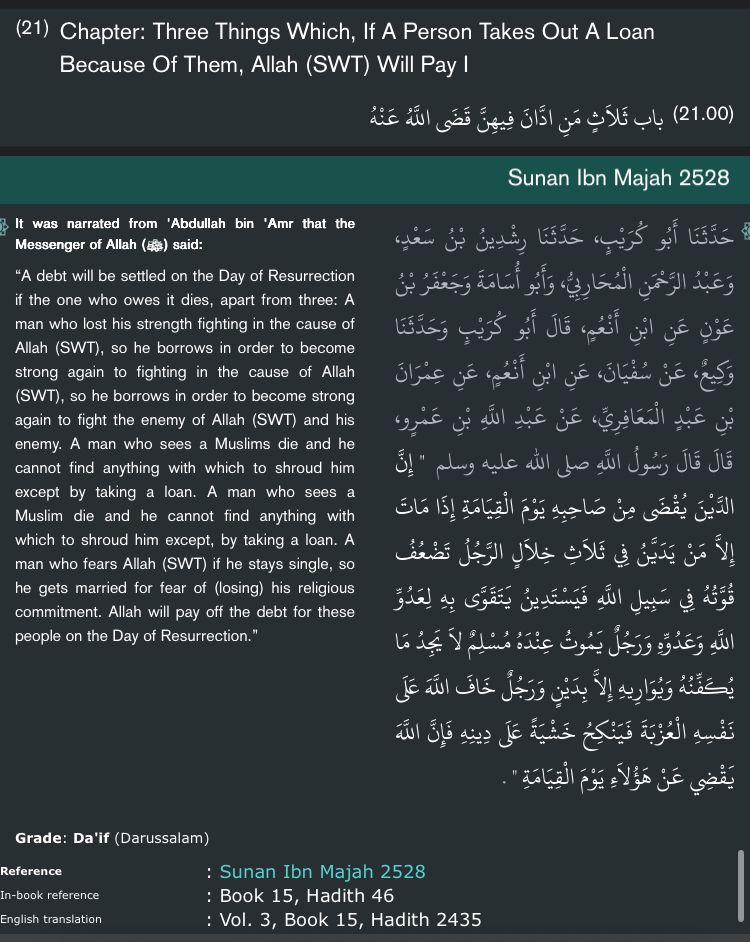 (21) Chapter: Three Things Which, If A Person Takes Out A Loan
Because Of Them, Allah (SWT) Will Pay I
(21.00) باب ثَلاَثٍ مَنِ ادَّانَ فِيهِنَّ قَضَى اللَّهُ عَنْهُ
Sunan Ibn Majah 2528
It was narrated from 'Abdullah bin 'Amr that the
Messenger of Allah (ﷺ) said:
“A debt will be settled on the Day of Resurrection
if the one who owes it dies, apart from three: A
man who lost his strength fighting in the cause of
Allah (SWT), so he borrows in order to become
strong again to fighting in the cause of Allah
(SWT), so he borrows in order to become strong
again to fight the enemy of Allah (SWT) and his
enemy. A man who sees a Muslims die and he
cannot find anything with which to shroud him
except by taking a loan. A man who sees a
Muslim die and he cannot find anything with
which to shroud him except, by taking a loan. A
man who fears Allah (SWT) if he stays single, so
he gets married for fear of (losing) his religious
commitment. Allah will pay off the debt for these
people on the Day of Resurrection.”
حَدَّثَنَا أَبُو كُرَيْبٍ، حَدَّثَنَا رِشْدِينُ بْنُ سَعْدٍ،
وَعَبْدُ الرَّحْمَنِ الْمُحَارِبِيُّ، وَأَبُو أُسَامَةَ وَجَعْفَرُ بْنُ
عَوْنٍ عَنِ ابْنِ أَنْعُمٍ، قَالَ أَبُو كُرَيْبٍ وَحَدَّثَنَا
وَكِيعٌ، عَنْ سُفْيَانَ، عَنِ ابْنِ أَنْعُمٍ، عَنِ عِمْرَانَ
بْنِ عَبْدٍ الْمَعَافِرِيِّ، عَنْ عَبْدِ اللَّهِ بْنِ عَمْرٍو،
قَالَ قَالَ رَسُولُ اللَّهِ صلى الله عليه وسلم " إِنَّ
الدَّيْنَ يُقْضَى مِنْ صَاحِبِهِ يَوْمَ الْقِيَامَةِ إِذَا مَاتَ
إِلاَّ مَنْ يَدَيَّنُ فِي ثَلاَثِ خِلاَلٍ الرَّجُلُ تَضْعُفُ
قُوَّتُهُ فِي سَبِيلِ اللَّهِ فَيَسْتَدِينُ يَتَقَوَّى بِهِ لِعَدُوِّ
اللَّهِ وَعَدُوِّهِ وَرَجُلٌ يَمُوتُ عِنْدَهُ مُسْلِمٌ لاَ يَجِدُ مَا
يُكَفِّنُهُ وَيُوَارِيهِ إِلاَّ بِدَيْنٍ وَرَجُلٌ خَافَ اللَّهَ عَلَى
نَفْسِهِ الْعُزْبَةَ فَيَنْكِحُ خَشْيَةً عَلَى دِينِهِ فَإِنَّ اللَّهَ
يَقْضِي عَنْ هَؤُلاَءِ يَوْمَ الْقِيَامَةِ " .
Grade: Da'if (Darussalam)
Reference : Sunan Ibn Majah 2528
In-book reference : Book 15, Hadith 46
English translation : Vol. 3, Book 15, Hadith 2435